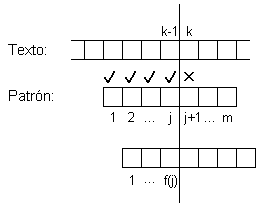 k-1 k
Texto:
Patrón:
1 2 ... j j+1 ... m
1 ... f(j)